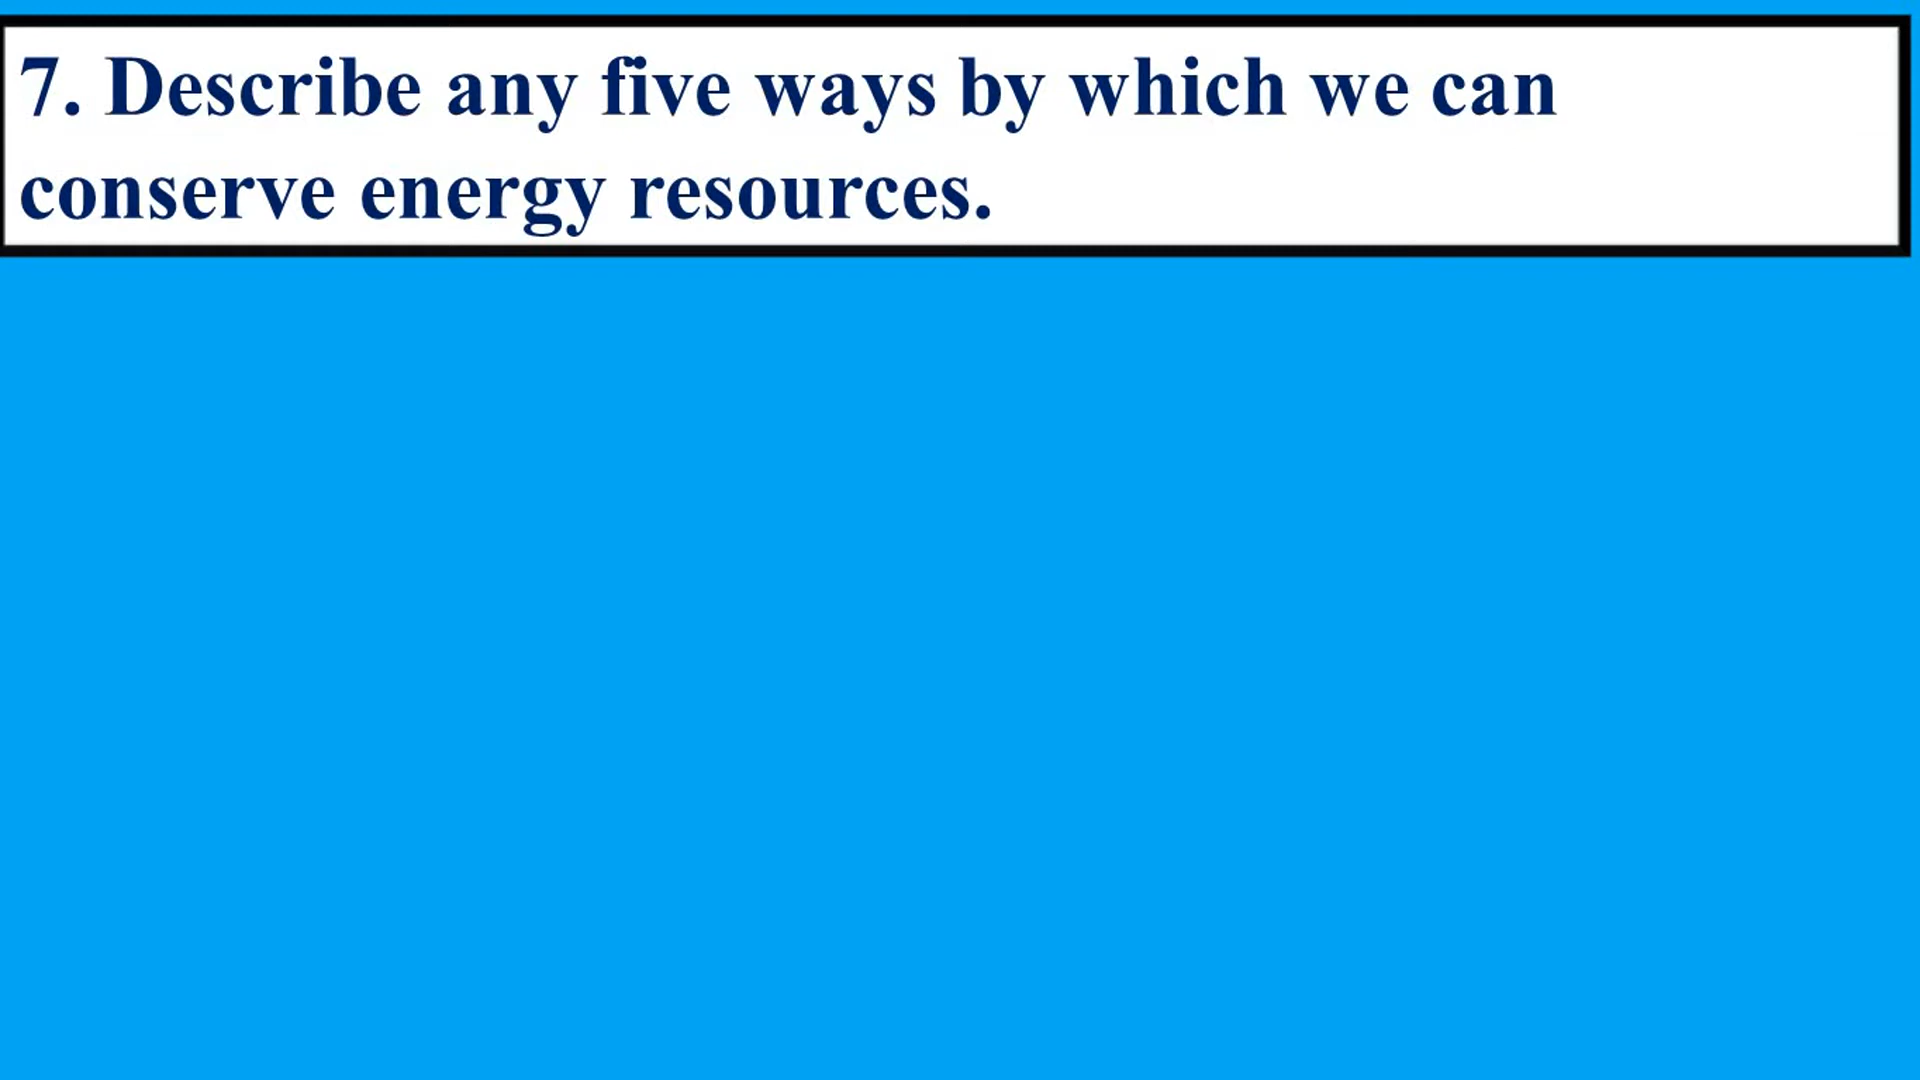 7. Describe any five ways by which we can
conserve energy resources.